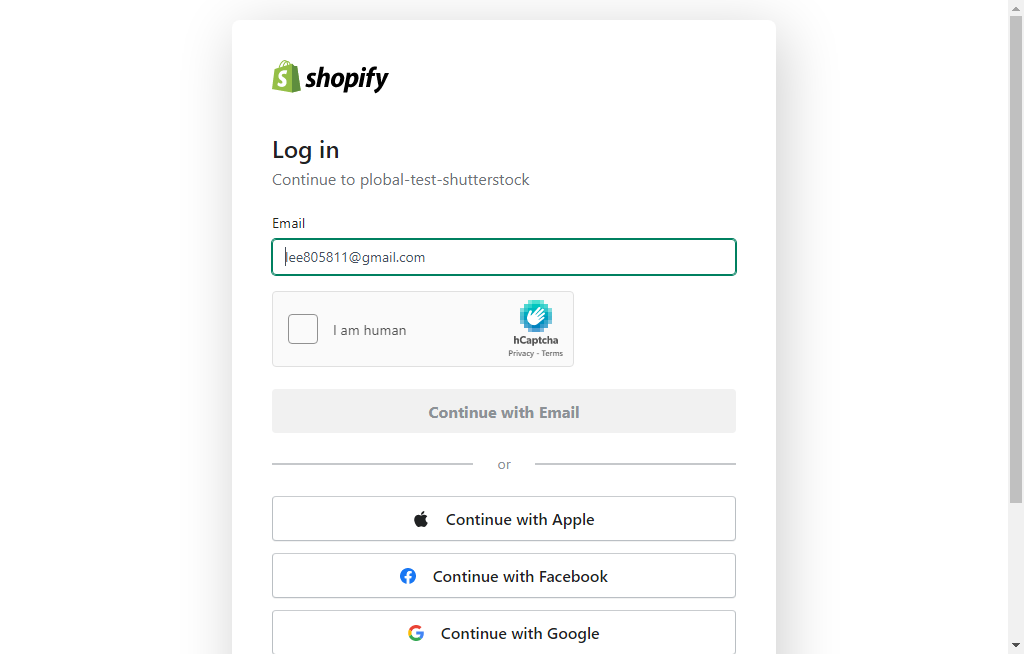 shopify
Log in
Continue to plobal-test-shutterstock
Email
lee805811@gmail.com
I am human
hCaptcha
Privacy - Terms
Continue with Email
or
Continue with Apple
Continue with Facebook
Continue with Google